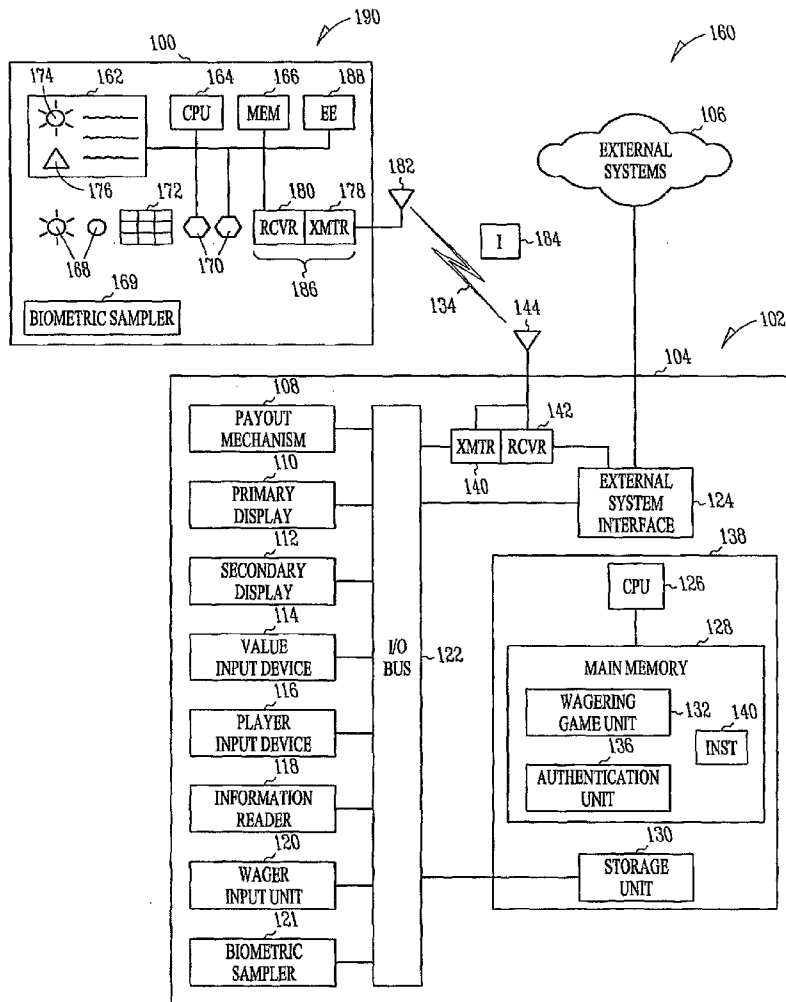 190
100
160
174
162
164
166
188
CPU
MEM
EE
106
EXTERNAL
SYSTEMS
176
172
180
178
182
RCVR
XMTR
168
170
186
I
184
134
169
BIOMETRIC SAMPLER
144
102
104
108
PAYOUT
MECHANISM
142
XMTR
RCVR
140
110
PRIMARY
DISPLAY
EXTERNAL
SYSTEM
INTERFACE
124
112
SECONDARY
DISPLAY
138
CPU
126
114
VALUE
INPUT DEVICE
I/O
BUS
122
128
MAIN MEMORY
116
PLAYER
INPUT DEVICE
WAGERING
GAME UNIT
132
140
INST
118
INFORMATION
READER
136
AUTHENTICATION
UNIT
120
WAGER
INPUT UNIT
130
STORAGE
UNIT
121
BIOMETRIC
SAMPLER